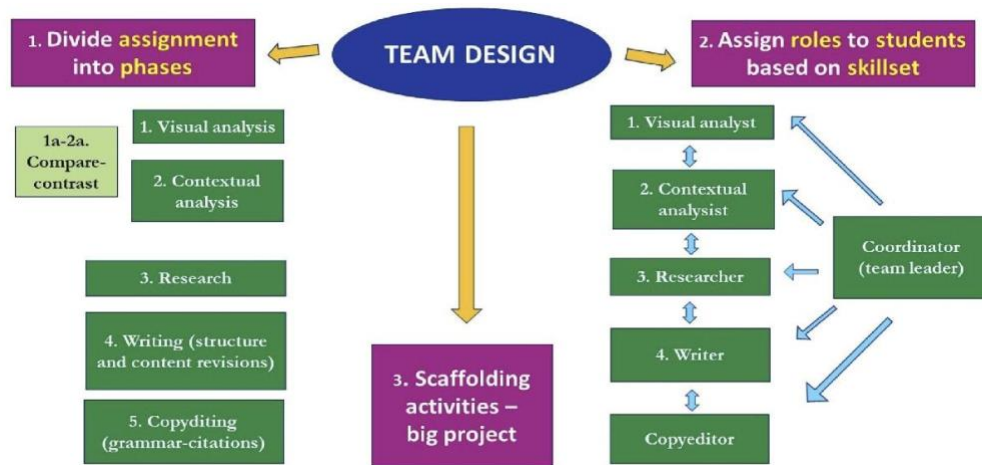 TEAM DESIGN
1. Divide assignment
into phases
1a-2a.
Compare-
contrast
1. Visual analysis
2. Contextual
analysis
3. Research
4. Writing (structure
and content revisions)
5. Copyditing
(grammar-citations)
3. Scaffolding
activities –
big project
2. Assign roles to students
based on skillset
1. Visual analyst
2. Contextual
analysist
3. Researcher
4. Writer
Copyeditor
Coordinator
(team leader)